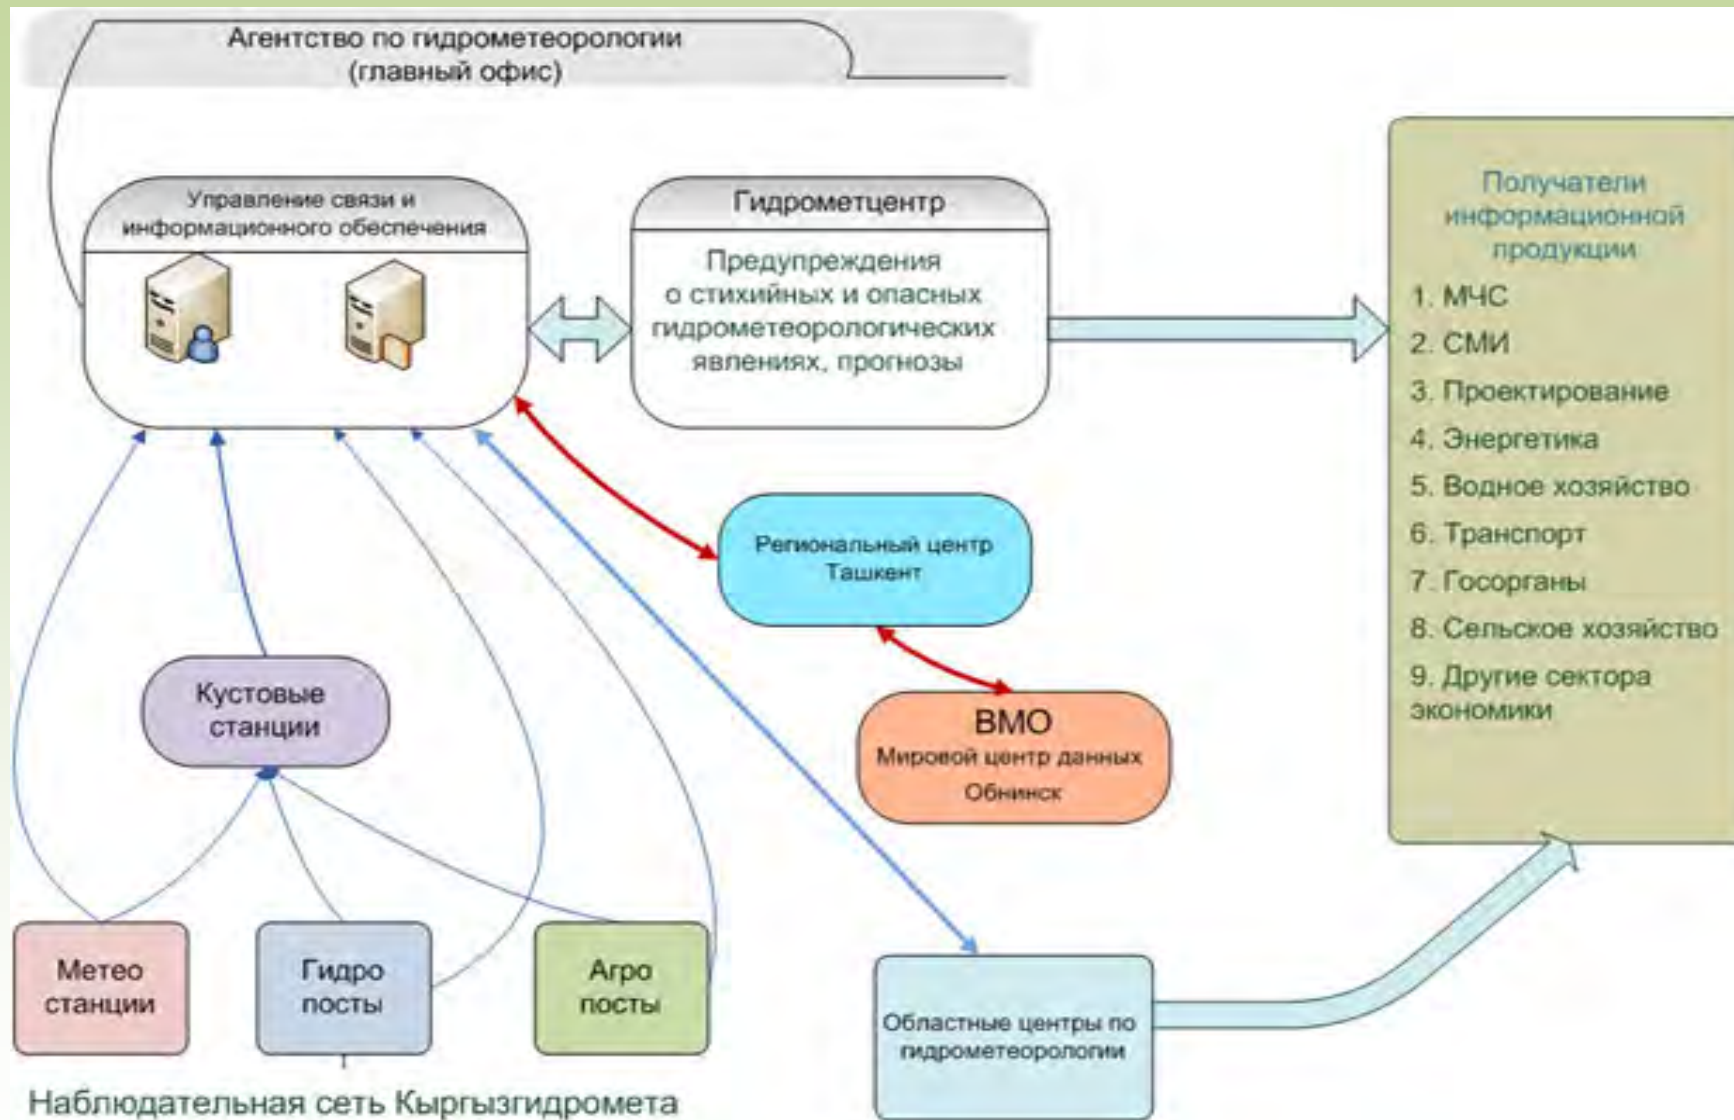 Агентство по гидрометеорологии
(главный офис)
Управление связи и
информационного обеспечения
Гидрометцентр
Предупреждения
о стихийных и опасных
гидрометеорологических
явлениях, прогнозы
Получатели
информационной
продукции
1. МЧС
2. СМИ
3. Проектирование
4. Энергетика
5. Водное хозяйство
6. Транспорт
7. Госорганы
8. Сельское хозяйство
9. Другие сектора
экономики
Региональный центр
Ташкент
ВМО
Мировой центр данных
Обнинск
Кустовые
станции
Метео
станции
Гидро
посты
Агро
посты
Областные центры по
гидрометеорологии
Наблюдательная сеть Кыргызгидромета